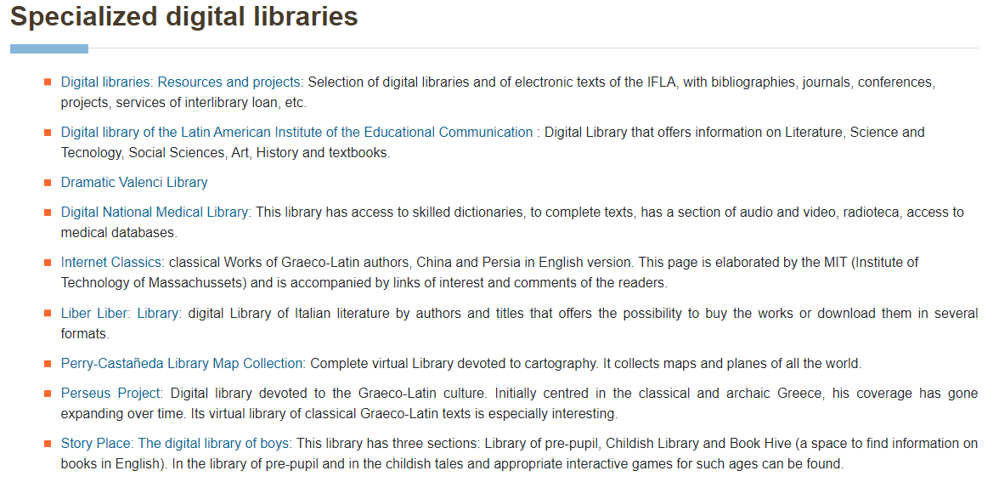 Specialized digital libraries
Digital libraries: Resources and projects: Selection of digital libraries and of electronic texts of the IFLA, with bibliographies, journals, conferences,
projects, services of interlibrary loan, etc.
Digital library of the Latin American Institute of the Educational Communication : Digital Library that offers information on Literature, Science and
Tecnology, Social Sciences, Art, History and textbooks.
Dramatic Valenci Library
Digital National Medical Library: This library has access to skilled dictionaries, to complete texts, has a section of audio and video, radioteca, access to
medical databases.
Internet Classics: classical Works of Graeco-Latin authors, China and Persia in English version. This page is elaborated by the MIT (Institute of
Technology of Massachussets) and is accompanied by links of interest and comments of the readers.
Liber Liber: Library: digital Library of Italian literature by authors and titles that offers the possibility to buy the works or download them in several
formats.
Perry-Castañeda Library Map Collection: Complete virtual Library devoted to cartography. It collects maps and planes of all the world.
Perseus Project: Digital library devoted to the Graeco-Latin culture. Initially centred in the classical and archaic Greece, his coverage has gone
expanding over time. Its virtual library of classical Graeco-Latin texts is especially interesting.
Story Place: The digital library of boys: This library has three sections: Library of pre-pupil, Childish Library and Book Hive (a space to find information on
books in English). In the library of pre-pupil and in the childish tales and appropriate interactive games for such ages can be found.